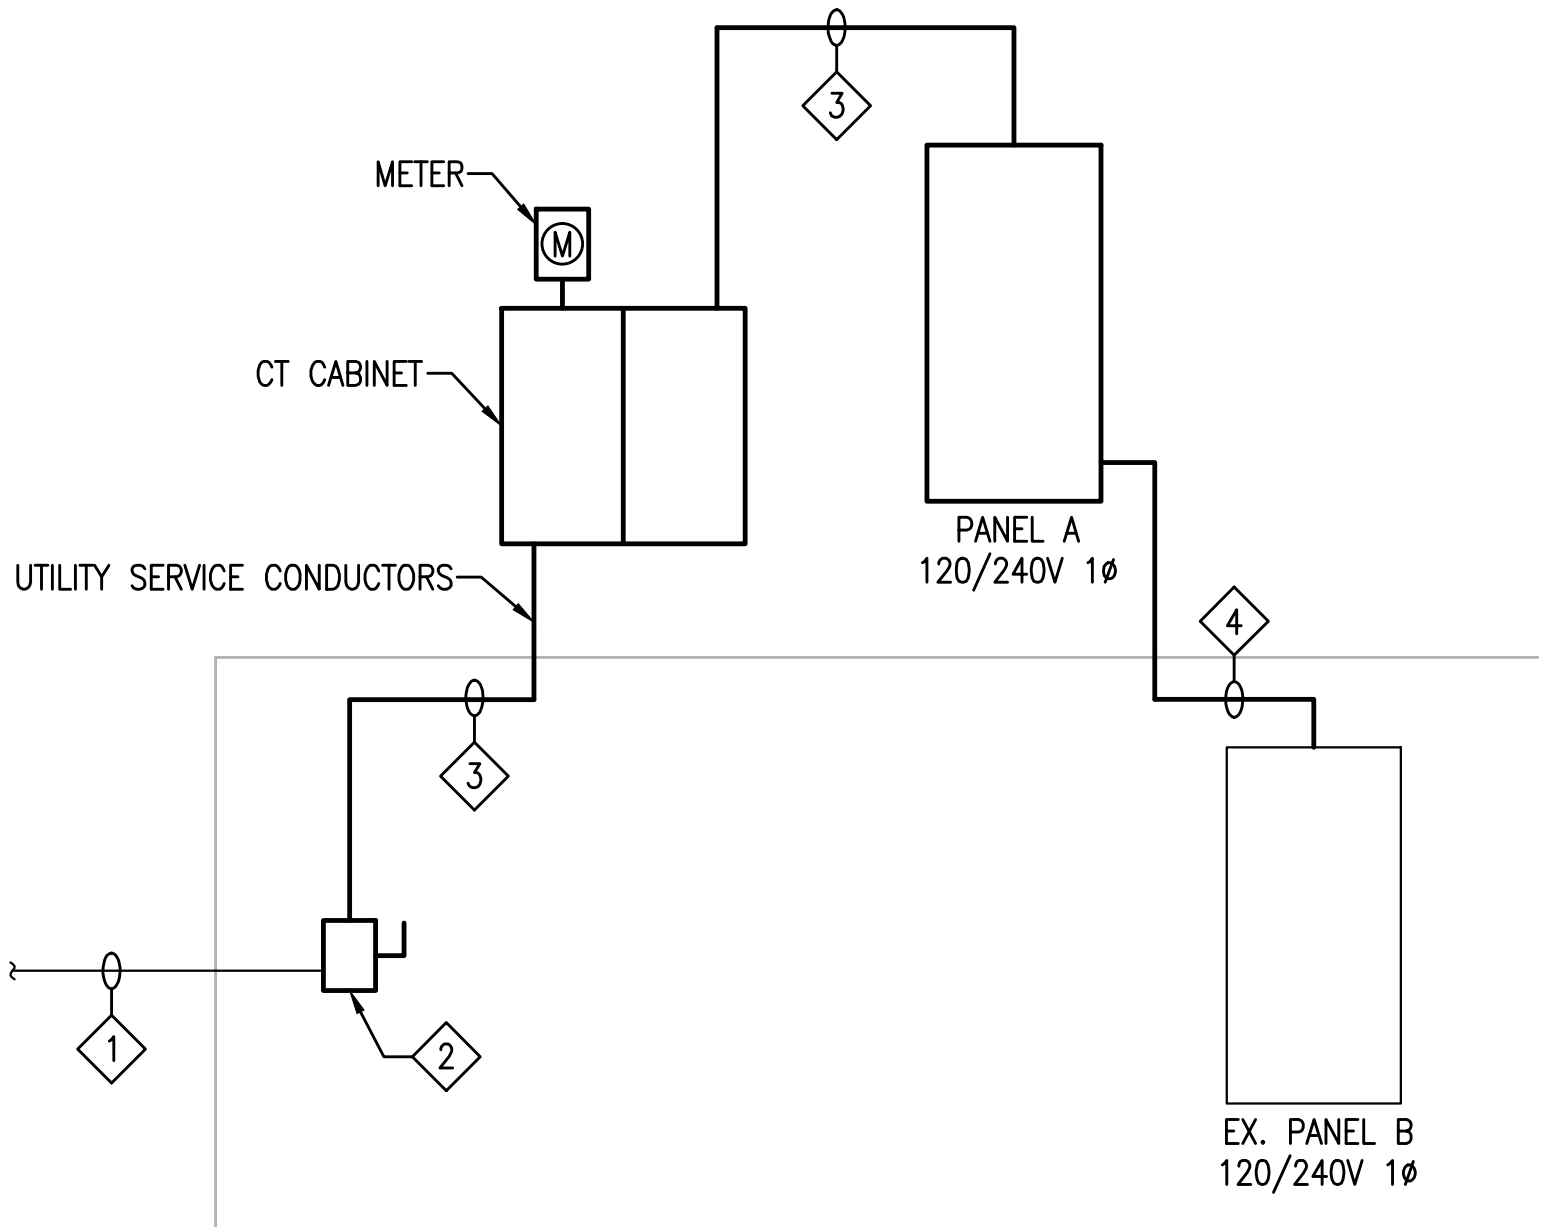 3
METER
M
CT CABINET
PANEL A
120/240V 1ø
UTILITY SERVICE CONDUCTORS
4
3
1
2
EX. PANEL B
120/240V 1ø